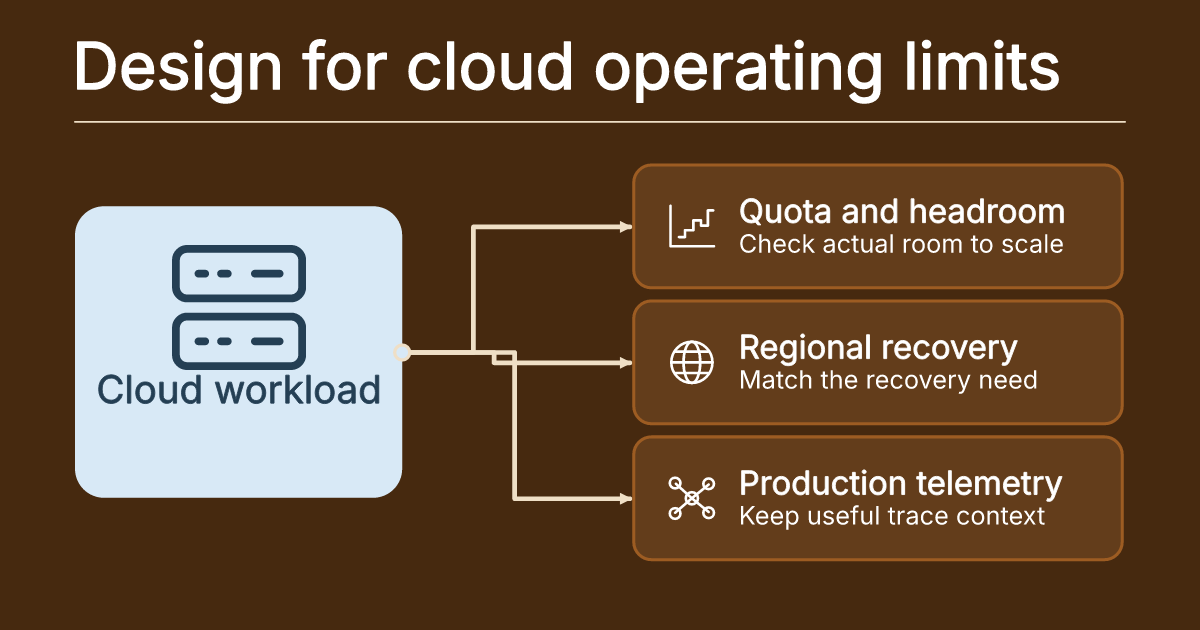 Design for cloud operating limits
Cloud workload
Quota and headroom
Check actual room to scale
Regional recovery
Match the recovery need
Production telemetry
Keep useful trace context